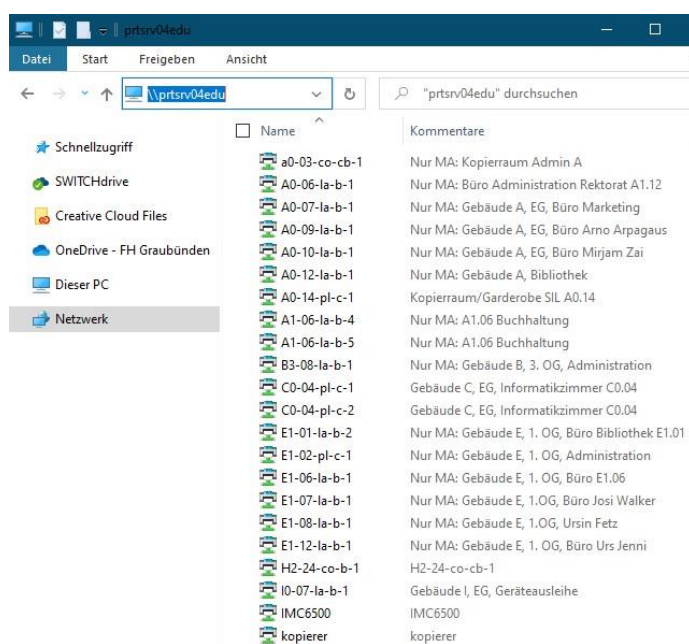 prtsrv04edu
Datei Start Freigeben Ansicht
\\prtsrv04edu "prtsrv04edu" durchsuchen
Name Kommentare
Schnellzugriff
SWITCHdrive
Creative Cloud Files
OneDrive - FH Graubünden
Dieser PC
Netzwerk
a0-03-co-cb-1 Nur MA: Kopierraum Admin A
A0-06-la-b-1 Nur MA: Büro Administration Rektorat A1.12
A0-07-la-b-1 Nur MA: Gebäude A, EG, Büro Marketing
A0-09-la-b-1 Nur MA: Gebäude A, EG, Büro Arno Arpagaus
A0-10-la-b-1 Nur MA: Gebäude A, EG, Büro Mirjam Zai
A0-12-la-b-1 Nur MA: Gebäude A, Bibliothek
A0-14-pl-c-1 Kopierraum/Garderobe SIL A0.14
A1-06-la-b-4 Nur MA: A1.06 Buchhaltung
A1-06-la-b-5 Nur MA: A1.06 Buchhaltung
B3-08-la-b-1 Nur MA: Gebäude B, 3. OG, Administration
C0-04-pl-c-1 Gebäude C, EG, Informatikzimmer C0.04
C0-04-pl-c-2 Gebäude C, EG, Informatikzimmer C0.04
E1-01-la-b-2 Nur MA: Gebäude E, 1. OG, Büro Bibliothek E1.01
E1-02-pl-c-1 Nur MA: Gebäude E, 1. OG, Administration
E1-06-la-b-1 Nur MA: Gebäude E, 1. OG, Büro E1.06
E1-07-la-b-1 Nur MA: Gebäude E, 1.OG, Büro Josi Walker
E1-08-la-b-1 Nur MA: Gebäude E, 1.OG, Ursin Fetz
E1-12-la-b-1 Nur MA: Gebäude E, 1. OG, Büro Urs Jenni
H2-24-co-b-1 H2-24-co-cb-1
I0-07-la-b-1 Gebäude I, EG, Geräteausleihe
IMC6500 IMC6500
kopierer kopierer